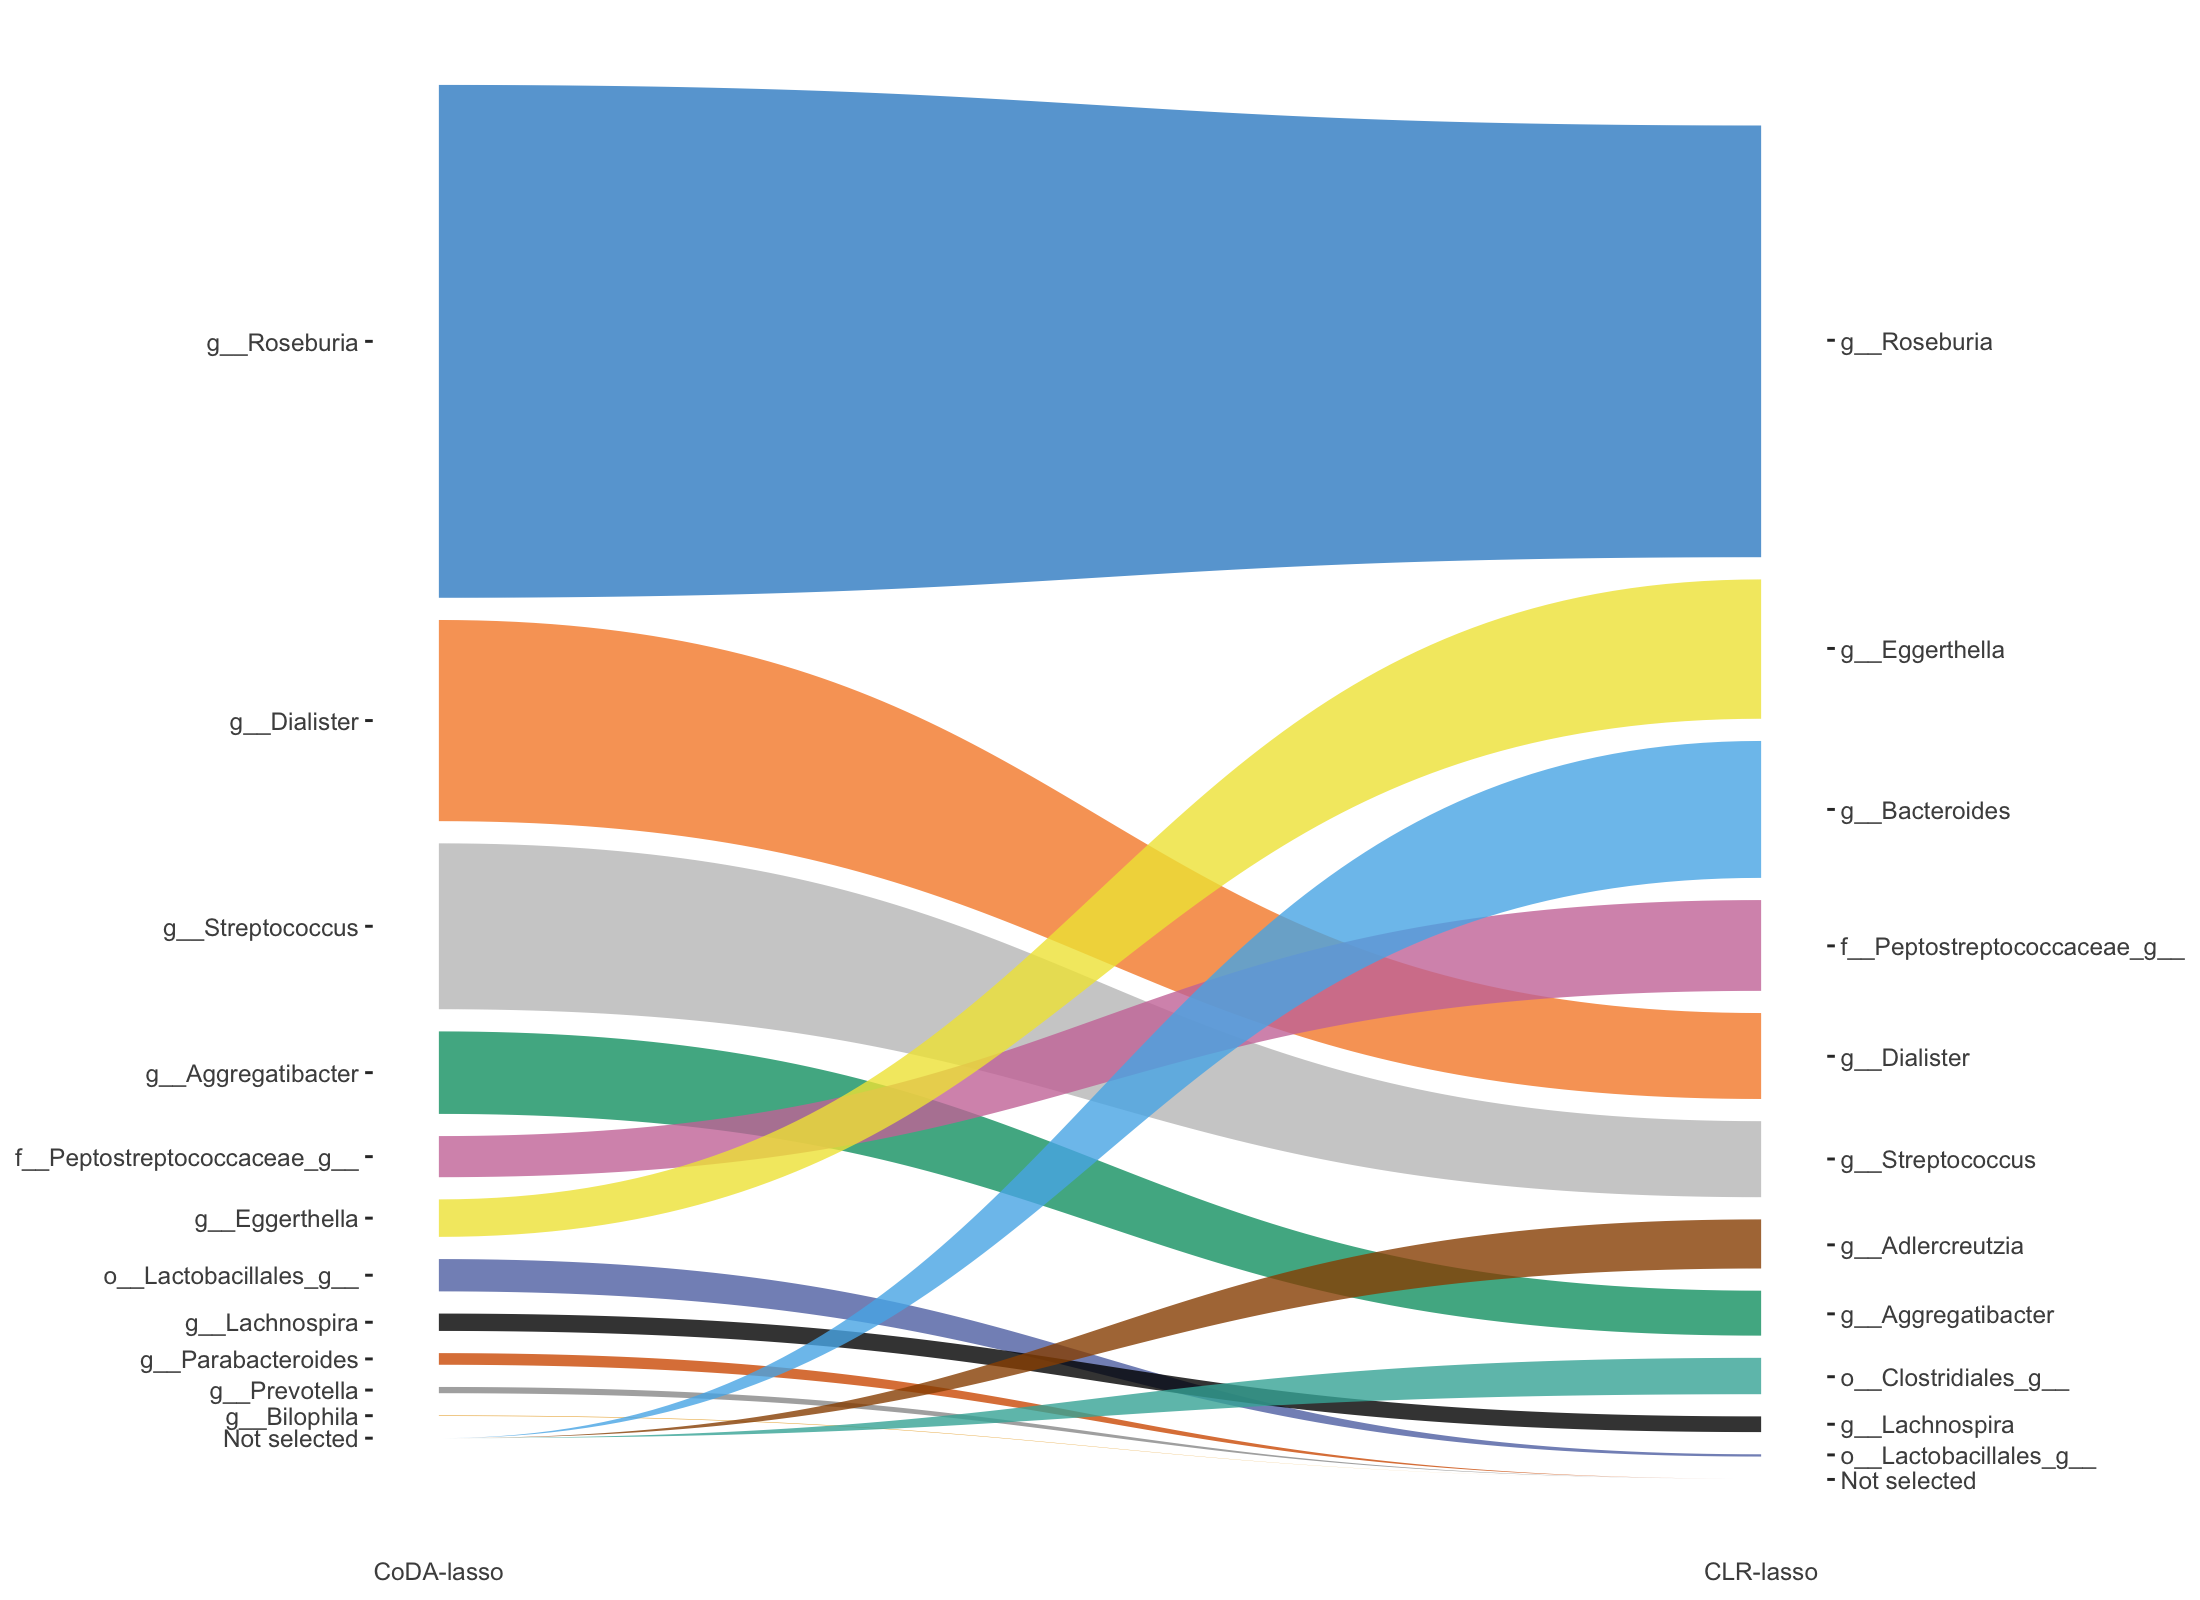 g__Roseburia
g__Dialister
g__Streptococcus
g__Aggregatibacter
f__Peptostreptococcaceae_g__
g__Eggerthella
o__Lactobacillales_g__
g__Lachnospira
g__Parabacteroides
g__Prevotella
g__Bilophila
Not selected
g__Roseburia
g__Eggerthella
g__Bacteroides
f__Peptostreptococcaceae_g__
g__Dialister
g__Streptococcus
g__Adlercreutzia
g__Aggregatibacter
o__Clostridiales_g__
g__Lachnospira
o__Lactobacillales_g__
Not selected
CoDA-lasso
CLR-lasso